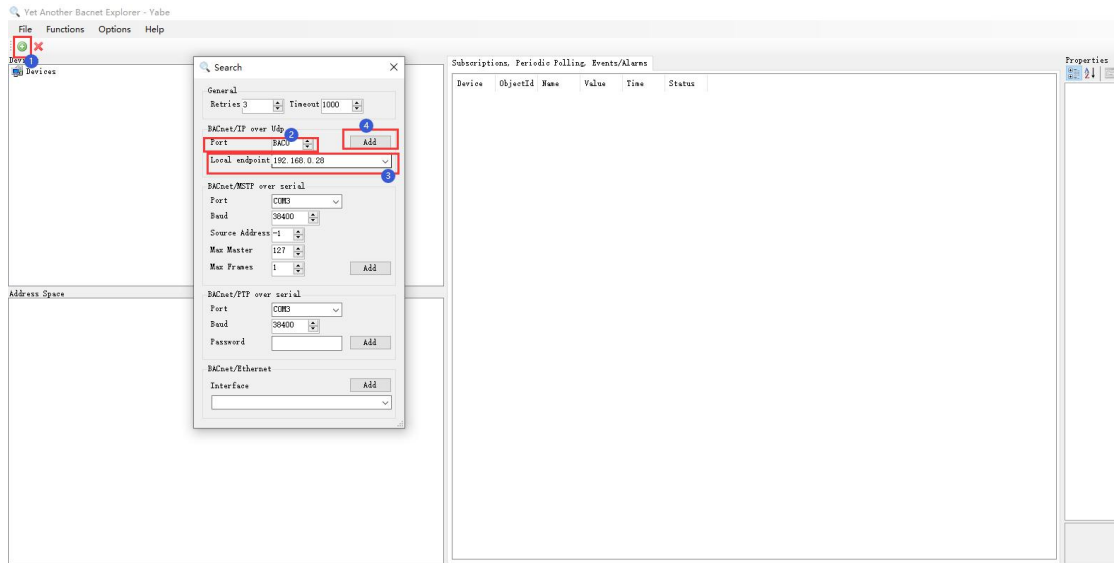 Yet Another Bacnet Explorer - Yabe
File Functions Options Help
1
Devices
Devices
Subscriptions, Periodic Polling, Events/Alarms
Device ObjectId Name Value Time Status
Properties
Search
General
Retries 3 Timeout 1000
BACnet/IP over Udp
2
4
Port BAC0 Add
Local endpoint 192.168.0.28
3
BACnet/MSTP over serial
Port COM3
Baud 38400
Source Address -1
Max Master 127
Max Frames 1 Add
Address Space
BACnet/PTP over serial
Port COM3
Baud 38400
Password Add
BACnet/Ethernet
Interface Add